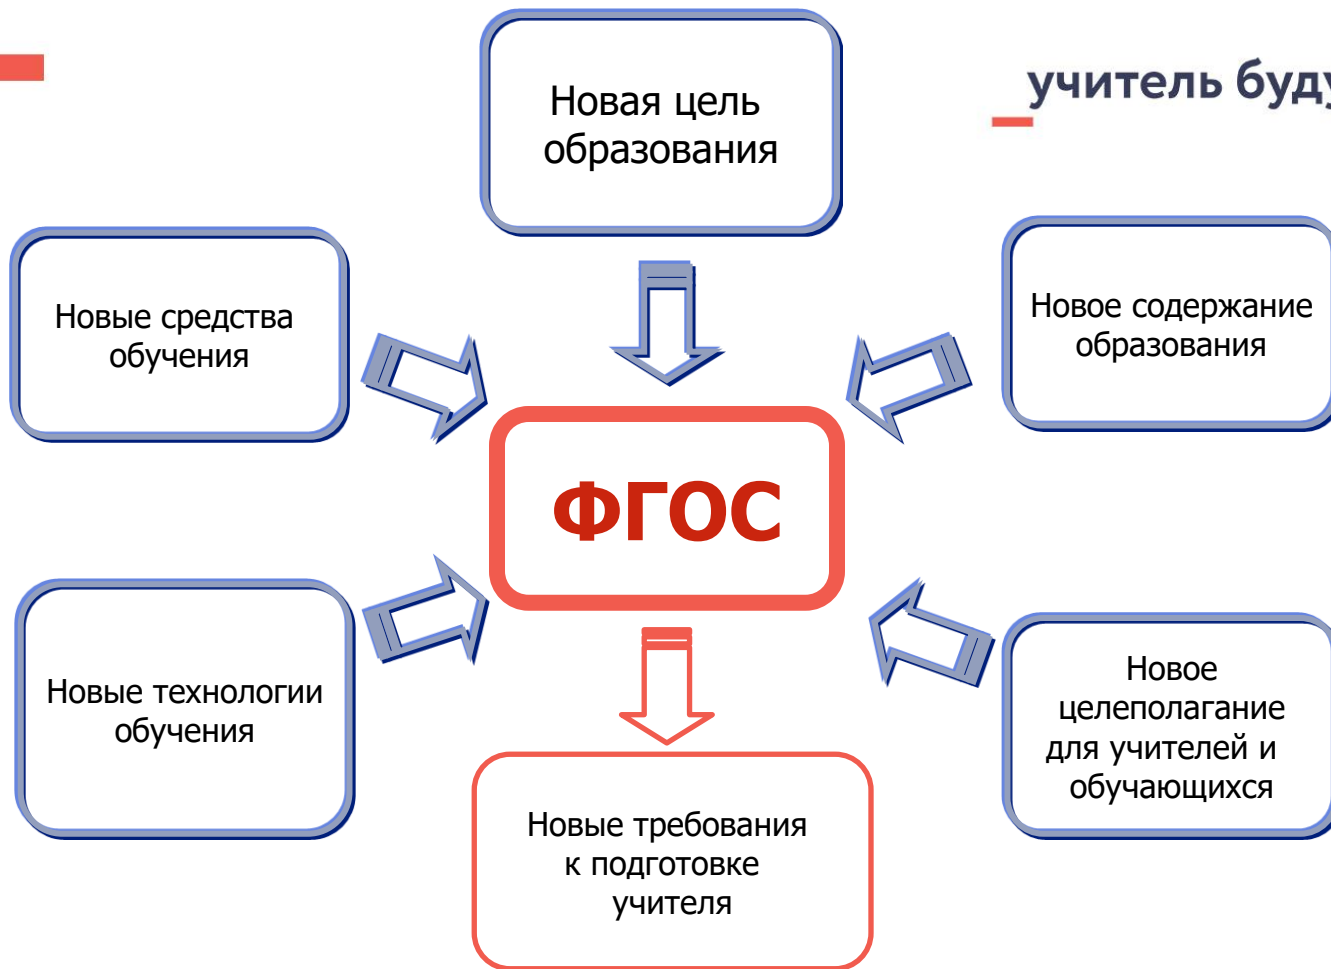 Новая цель
образования
учитель буду
Новые средства
обучения
Новое содержание
образования
ФГОС
Новые технологии
обучения
Новое
целеполагание
для учителей и
обучающихся
Новые требования
к подготовке
учителя